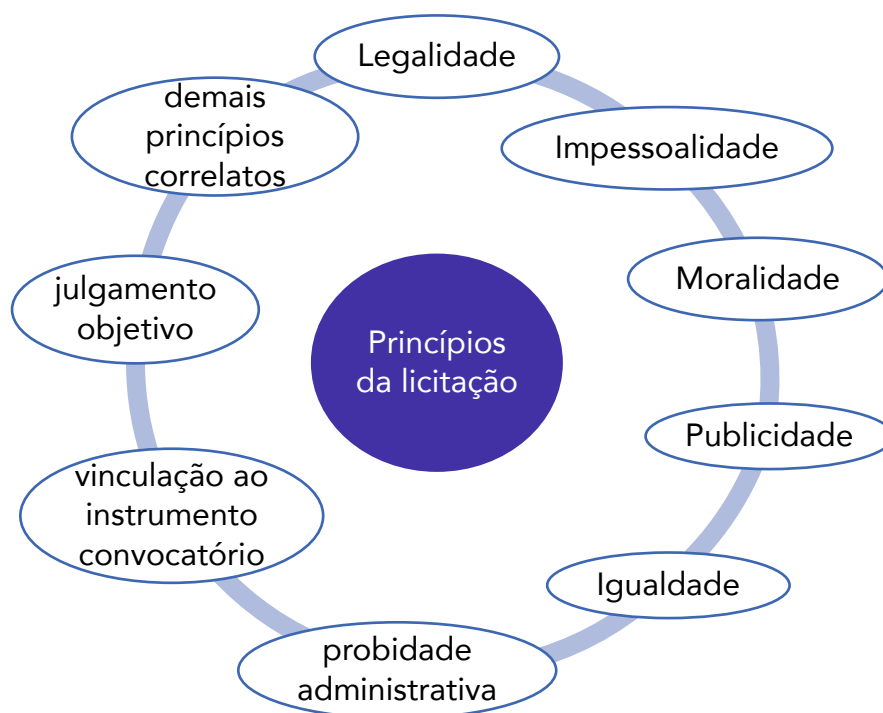 Legalidade
Impessoalidade
Moralidade
Publicidade
Igualdade
probidade
administrativa
vinculação ao
instrumento
convocatório
julgamento
objetivo
demais
princípios
correlatos
Princípios
da licitação